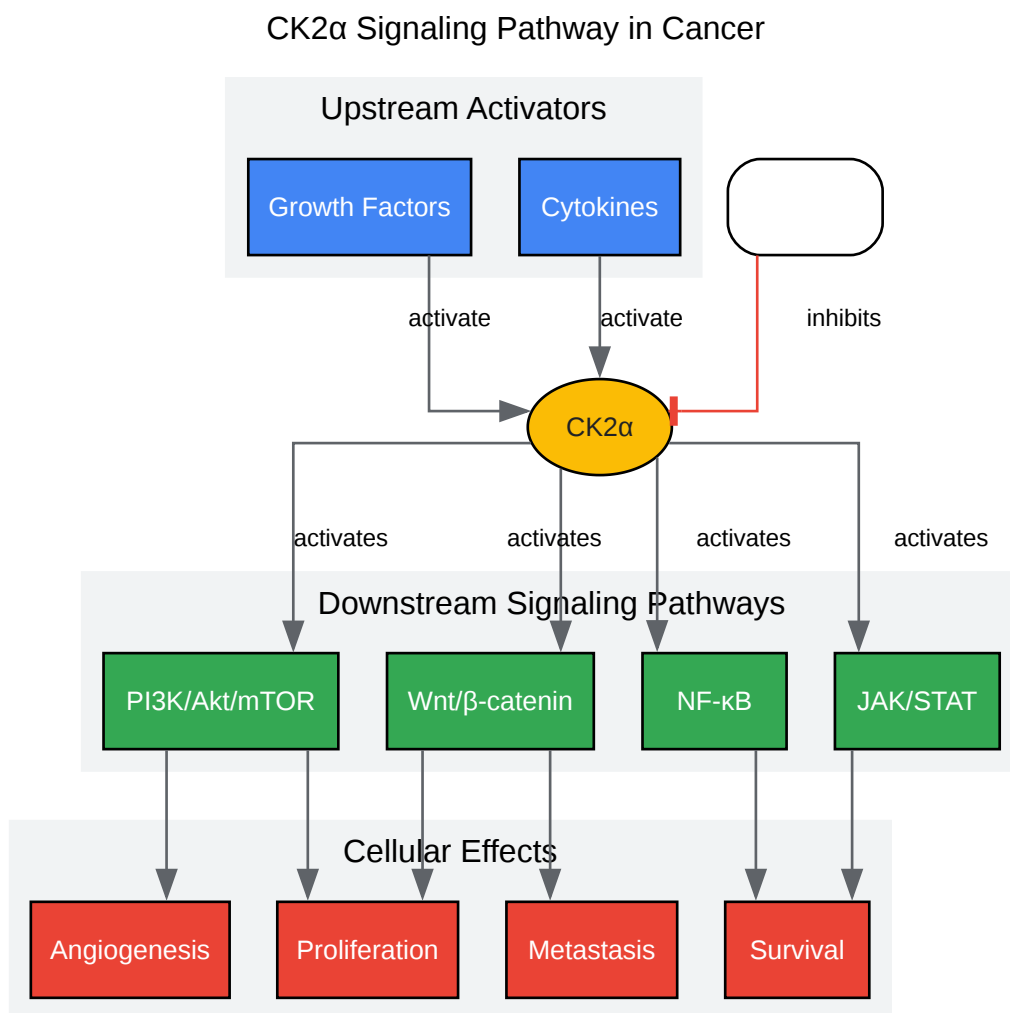 CK2α Signaling Pathway in Cancer
Upstream Activators
Growth Factors
Cytokines
activate
activate
inhibits
CK2α
activates
activates
activates
activates
Downstream Signaling Pathways
PI3K/Akt/mTOR
Wnt/β-catenin
NF-κB
JAK/STAT
Cellular Effects
Angiogenesis
Proliferation
Metastasis
Survival